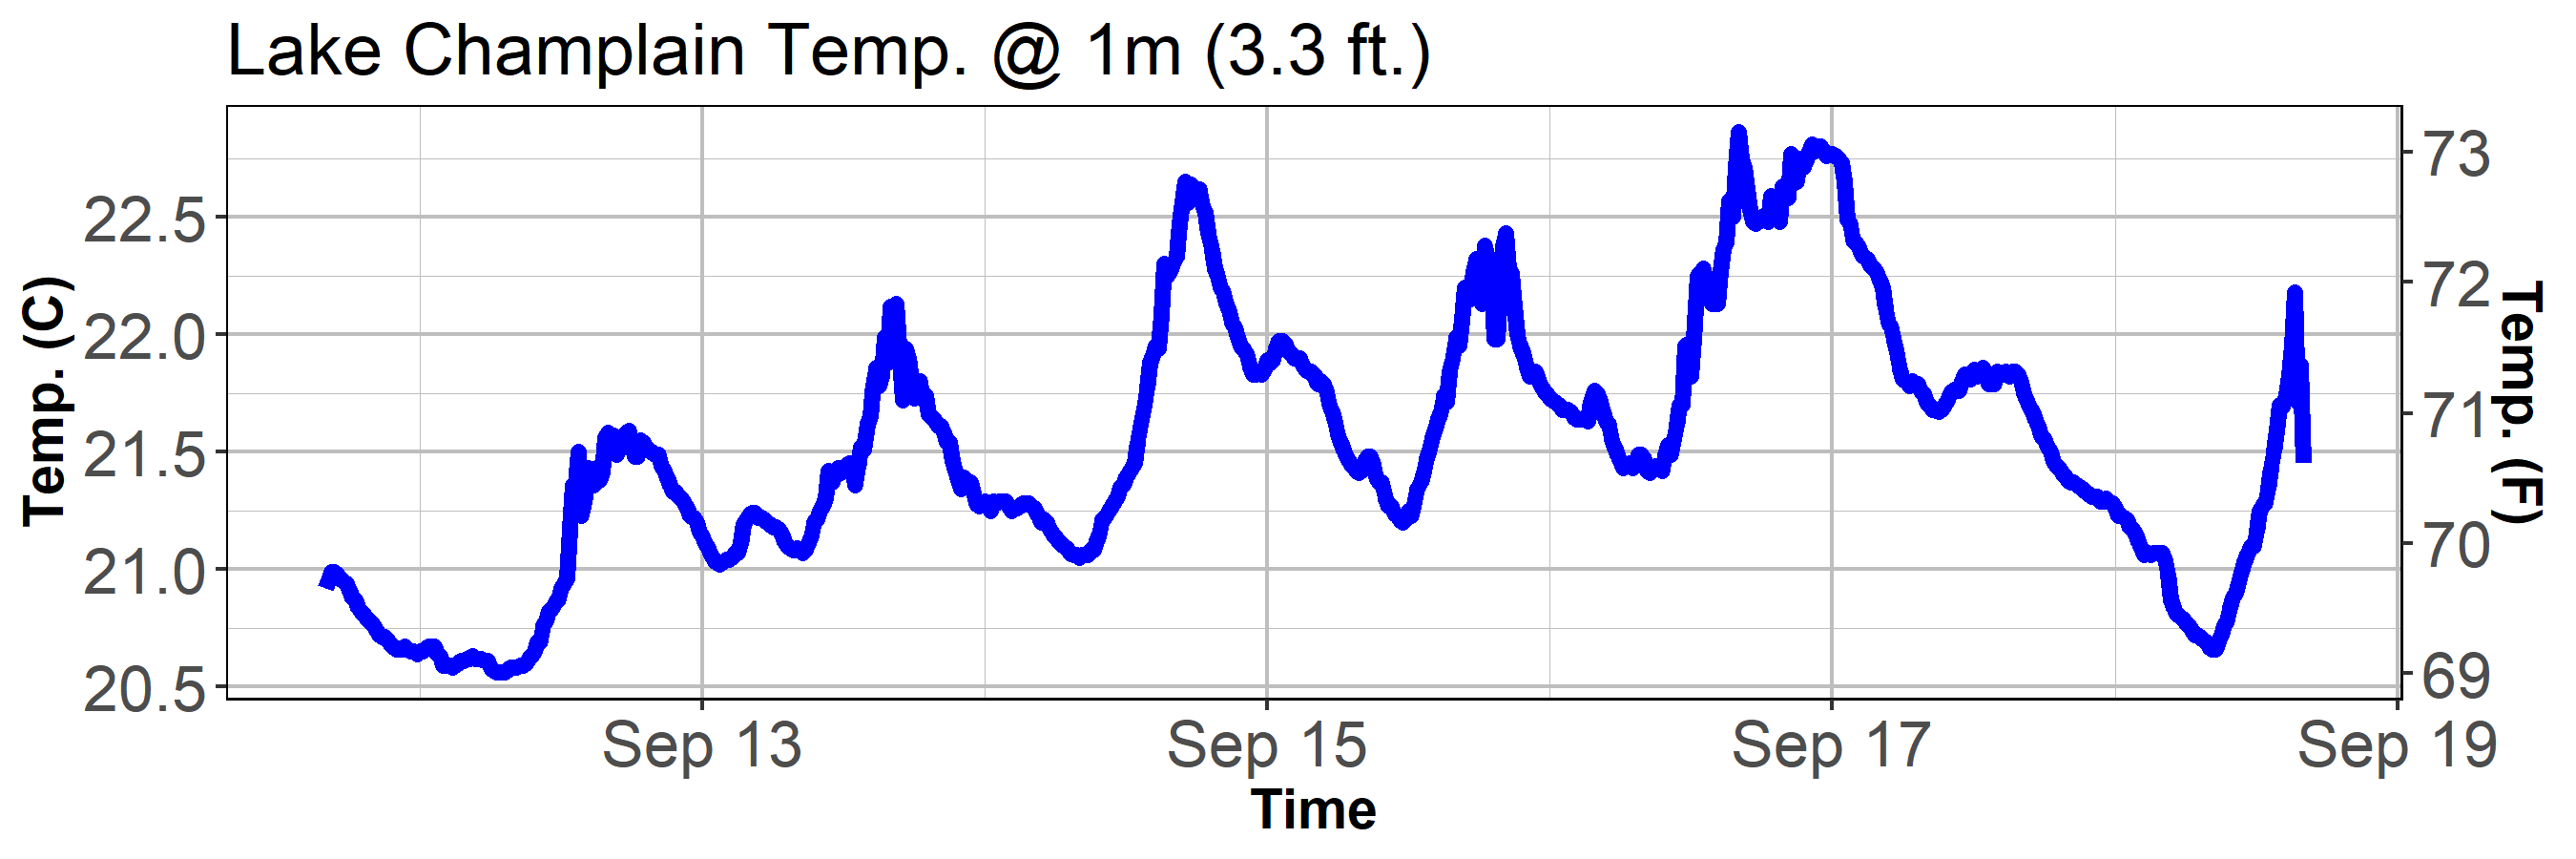 Lake Champlain Temp. @ 1m (3.3 ft.)
Temp. (C)
22.5
22.0
21.5
21.0
20.5
73
72
71
70
69
Temp. (F)
Sep 13 Sep 15 Sep 17 Sep 19
Time